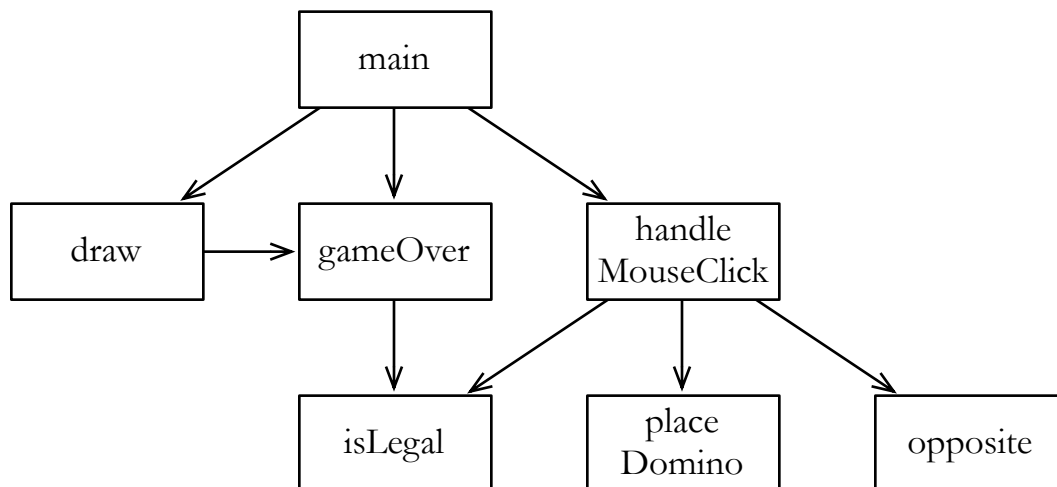 main
draw
gameOver
handle
MouseClick
isLegal
place
Domino
opposite